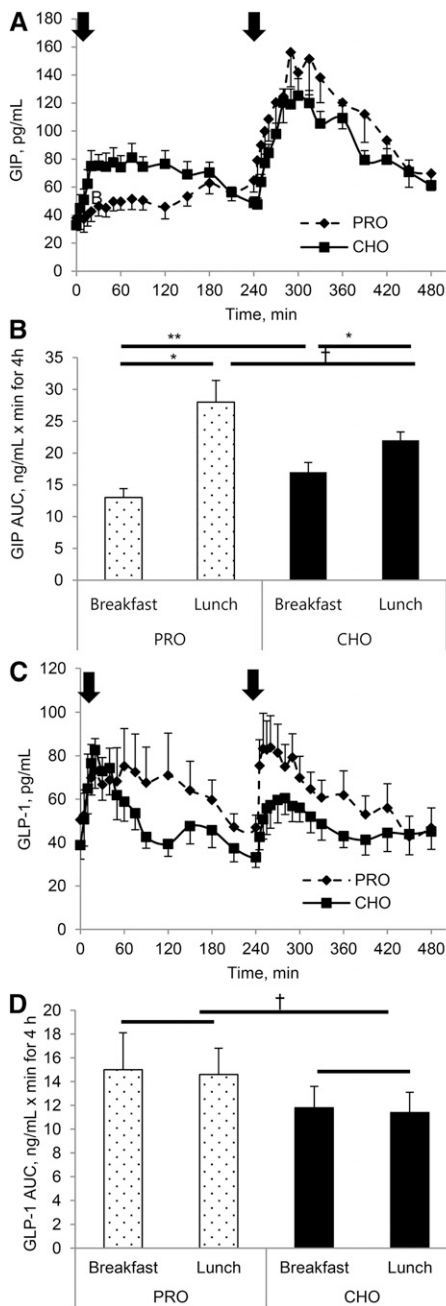 A
180
160
140
120
100
80
60
40
20
0
GIP, pg/mL
B
PRO
CHO
0 60 120 180 240 300 360 420 480
Time, min
B
**
*
*
†
35
30
25
20
15
10
5
0
GIP AUC, ng/mL x min for 4h
Breakfast Lunch Breakfast Lunch
PRO CHO
C
120
100
80
60
40
20
0
GLP-1, pg/mL
PRO
CHO
0 60 120 180 240 300 360 420 480
Time, min
D
†
20
18
16
14
12
10
8
6
4
2
0
GLP-1 AUC, ng/mL x min for 4 h
Breakfast Lunch Breakfast Lunch
PRO CHO